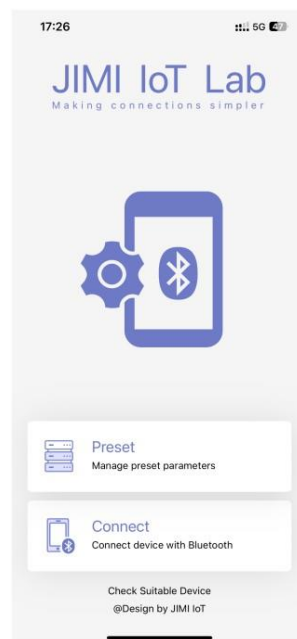 17:26
5G 47
JIMI IoT Lab
Making connections simpler
Preset
Manage preset parameters
Connect
Connect device with Bluetooth
Check Suitable Device
@Design by JIMI IoT